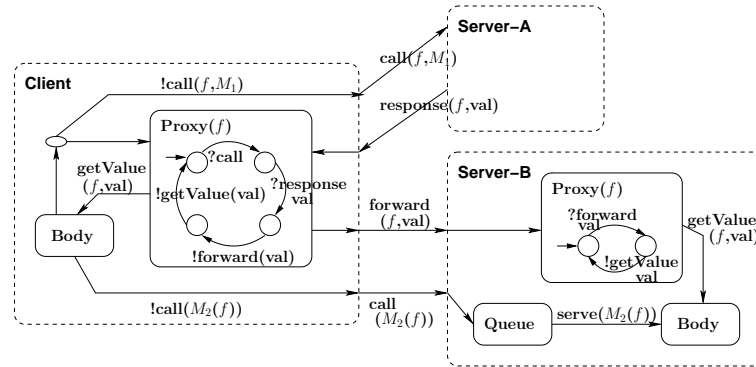 Server-A
call(f,M₁)
Client
!call(f,M₁)
response(f,val)
Proxy(f)
?call
getValue
(f,val)
!getValue(val)
?response
val
!forward(val)
Body
!call(M₂(f))
forward
(f,val)
call
(M₂(f))
Server-B
Proxy(f)
?forward
val
!getValue
val
getValue
(f,val)
Queue
serve(M₂(f))
Body